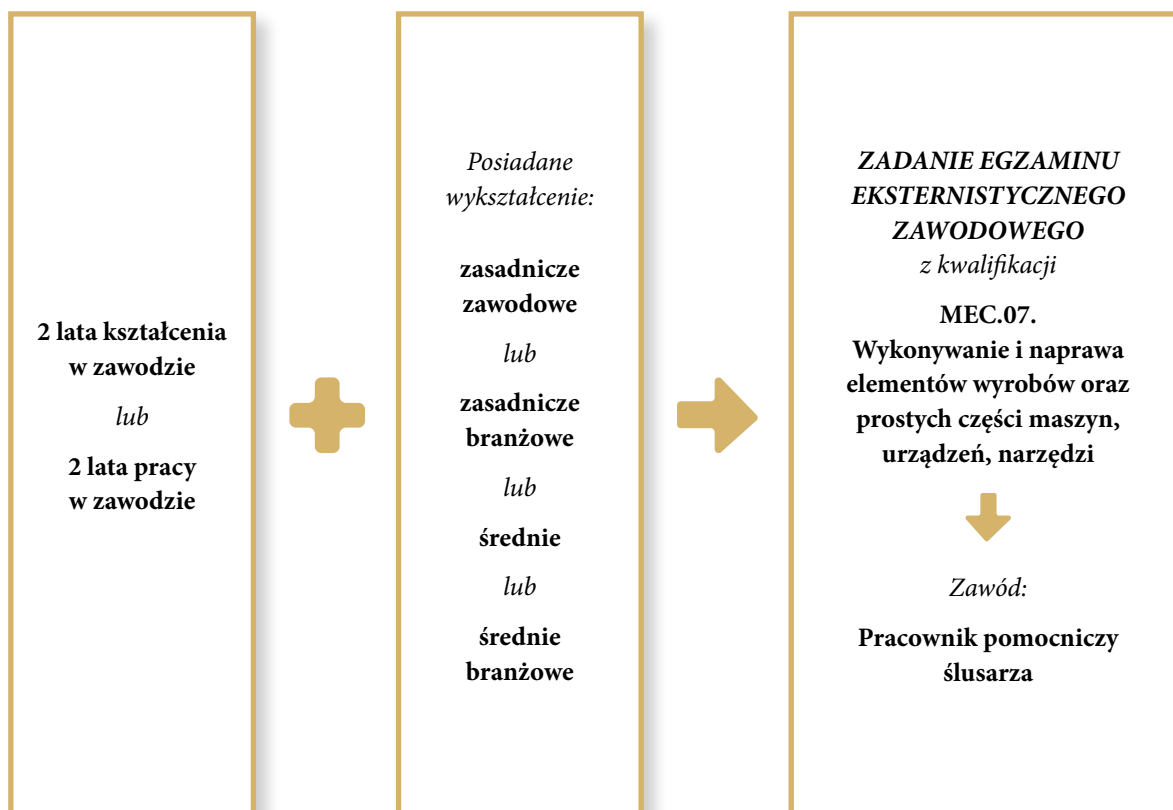 2 lata kształcenia
w zawodzie
lub
2 lata pracy
w zawodzie
Posiadane
wykształcenie:
zasadnicze
zawodowe
lub
zasadnicze
branżowe
lub
średnie
lub
średnie
branżowe
ZADANIE EGZAMINU
EKSTERNISTYCZNEGO
ZAWODOWEGO
z kwalifikacji
MEC.07.
Wykonywanie i naprawa
elementów wyrobów oraz
prostych części maszyn,
urządzeń, narzędzi
Zawód:
Pracownik pomocniczy
ślusarza